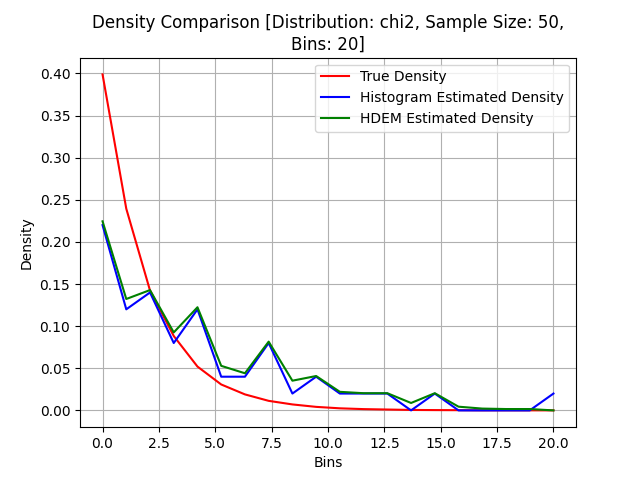 Density Comparison [Distribution: chi2, Sample Size: 50,
Bins: 20]
True Density
Histogram Estimated Density
HDEM Estimated Density
Density
0.40
0.35
0.30
0.25
0.20
0.15
0.10
0.05
0.00
0.0 2.5 5.0 7.5 10.0 12.5 15.0 17.5 20.0
Bins